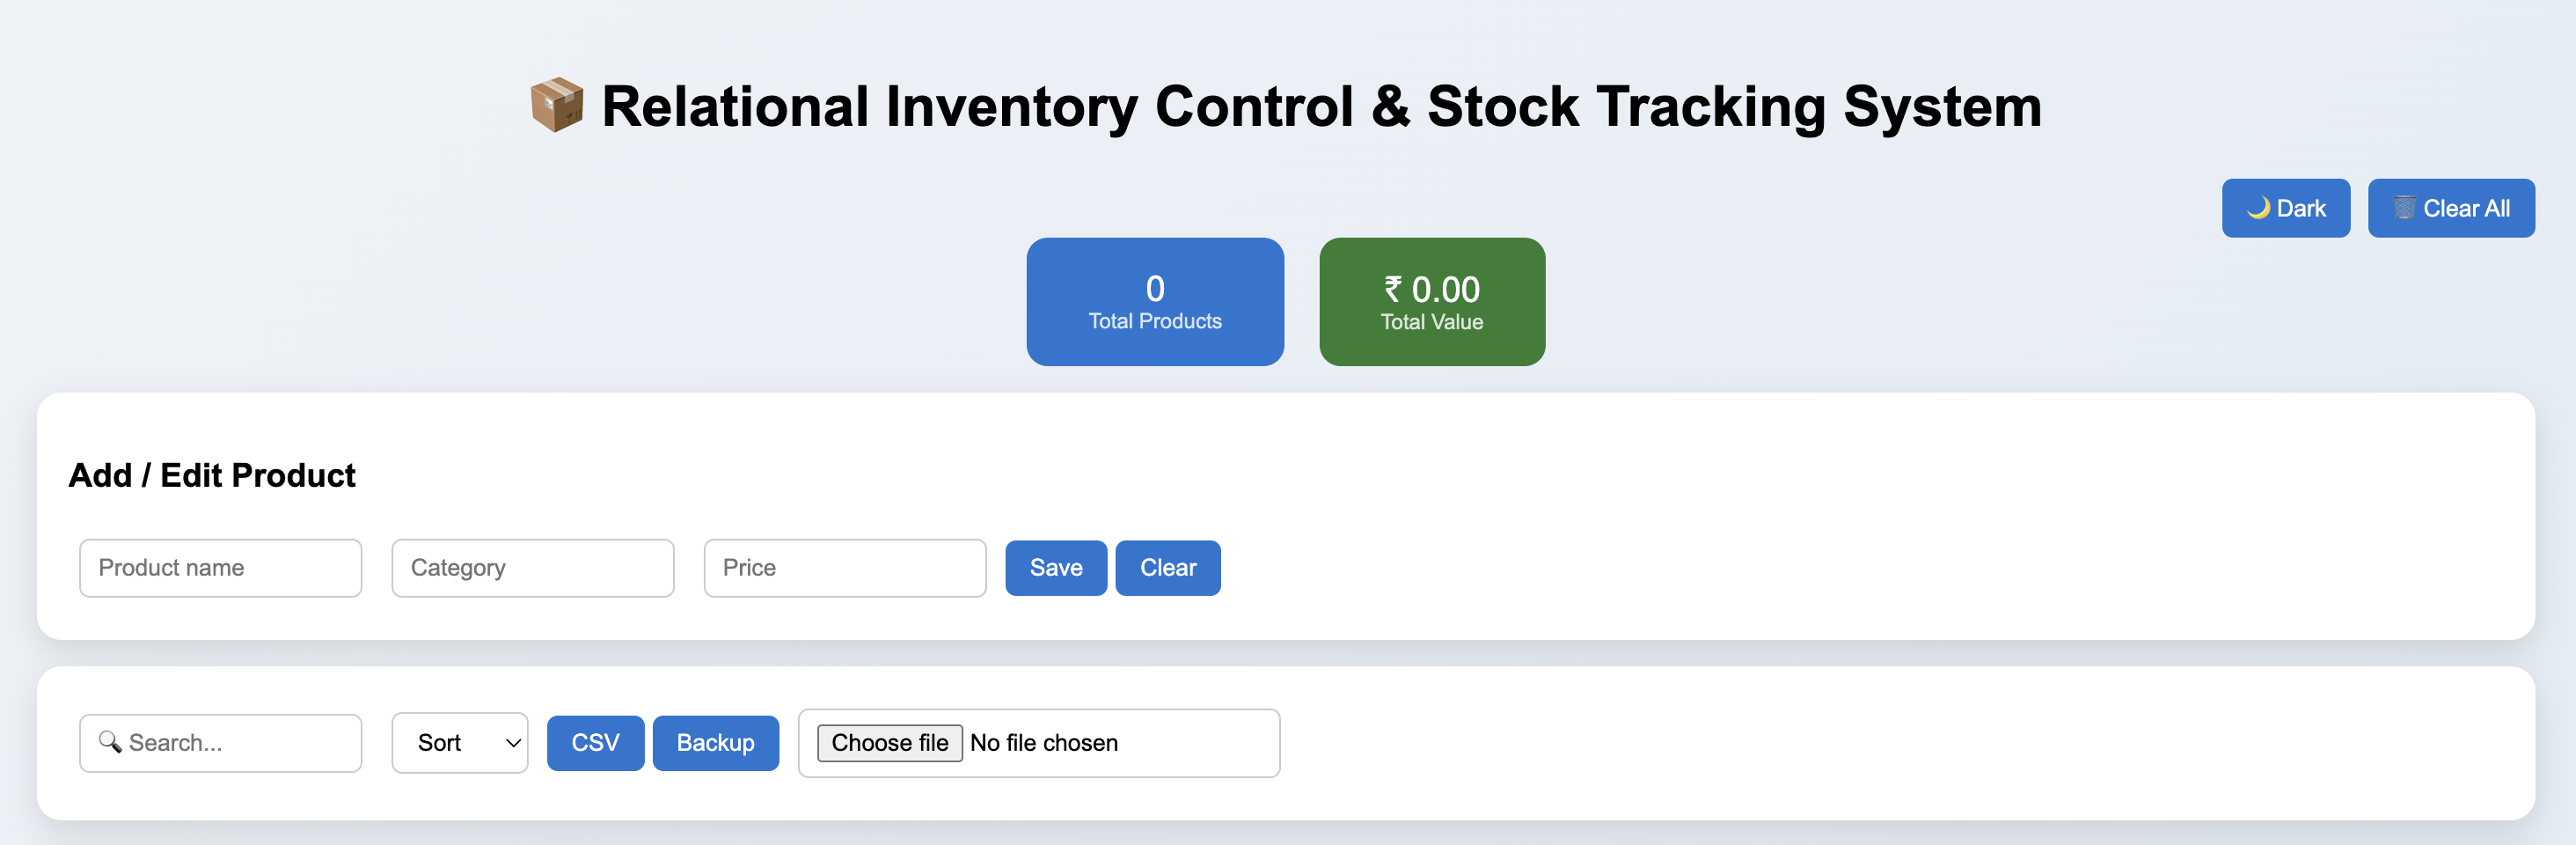 📦 Relational Inventory Control & Stock Tracking System
🌙 Dark
🗑️ Clear All
0
Total Products
₹ 0.00
Total Value
Add / Edit Product
Product name
Category
Price
Save
Clear
🔍 Search...
Sort
CSV
Backup
Choose file No file chosen